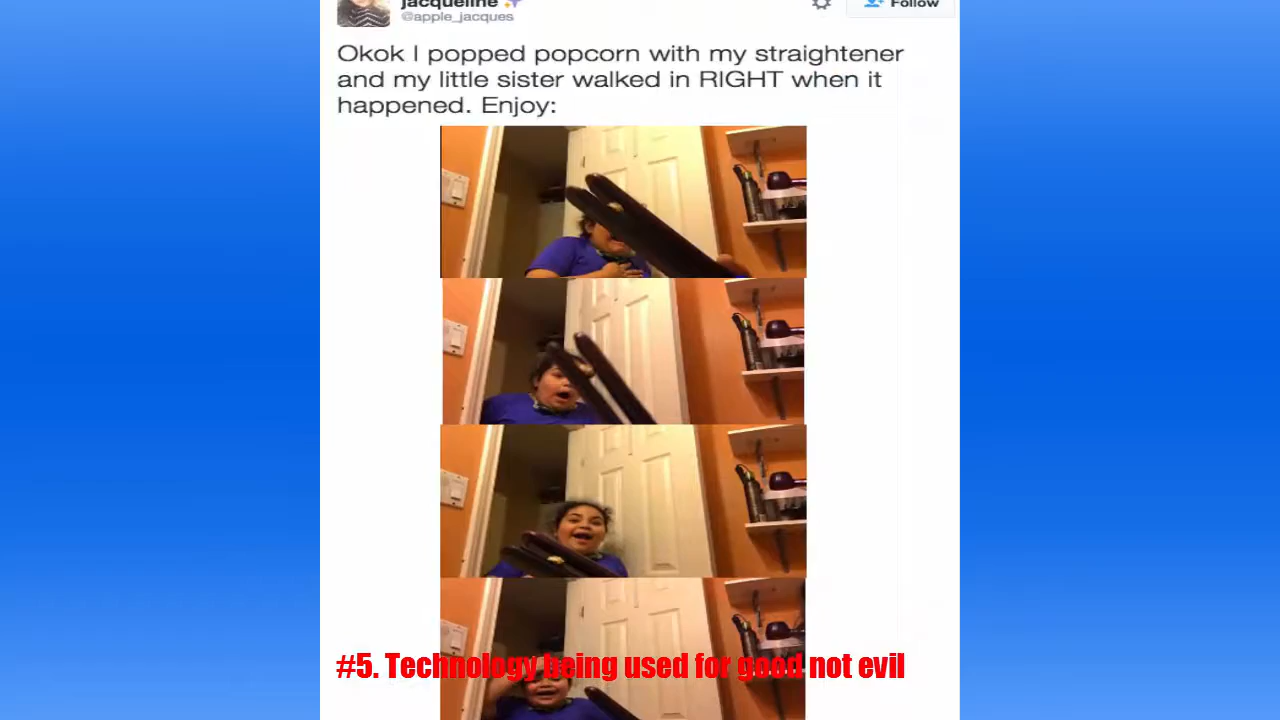 jacqueline
@apple_jacques
Follow
Okok I popped popcorn with my straightener
and my little sister walked in RIGHT when it
happened. Enjoy:
#5. Technology being used for good not evil